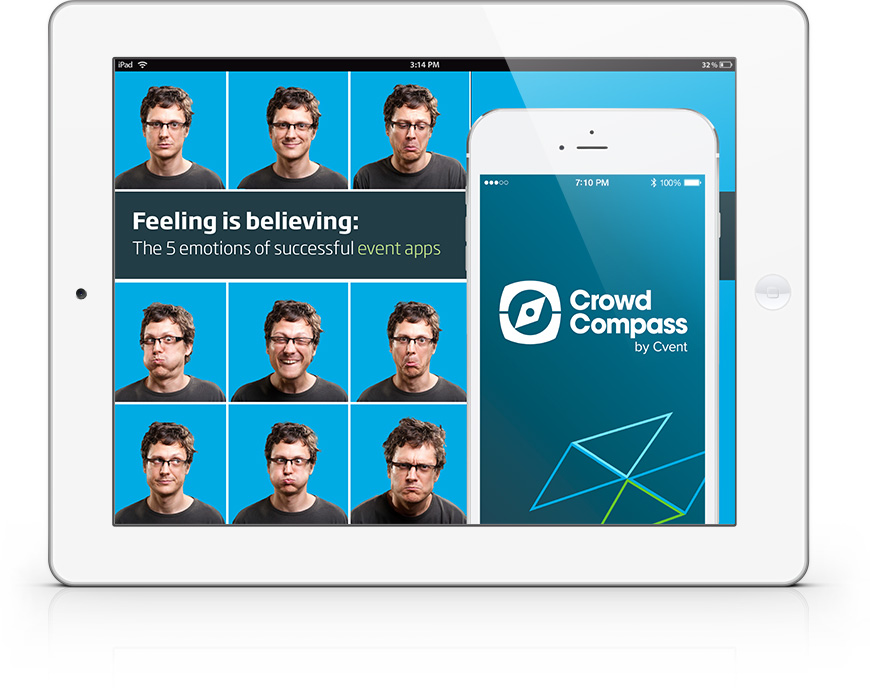 iPad 3:14 PM 32%
7:10 PM 100%
Feeling is believing:
The 5 emotions of successful event apps
Crowd
Compass
by Cvent